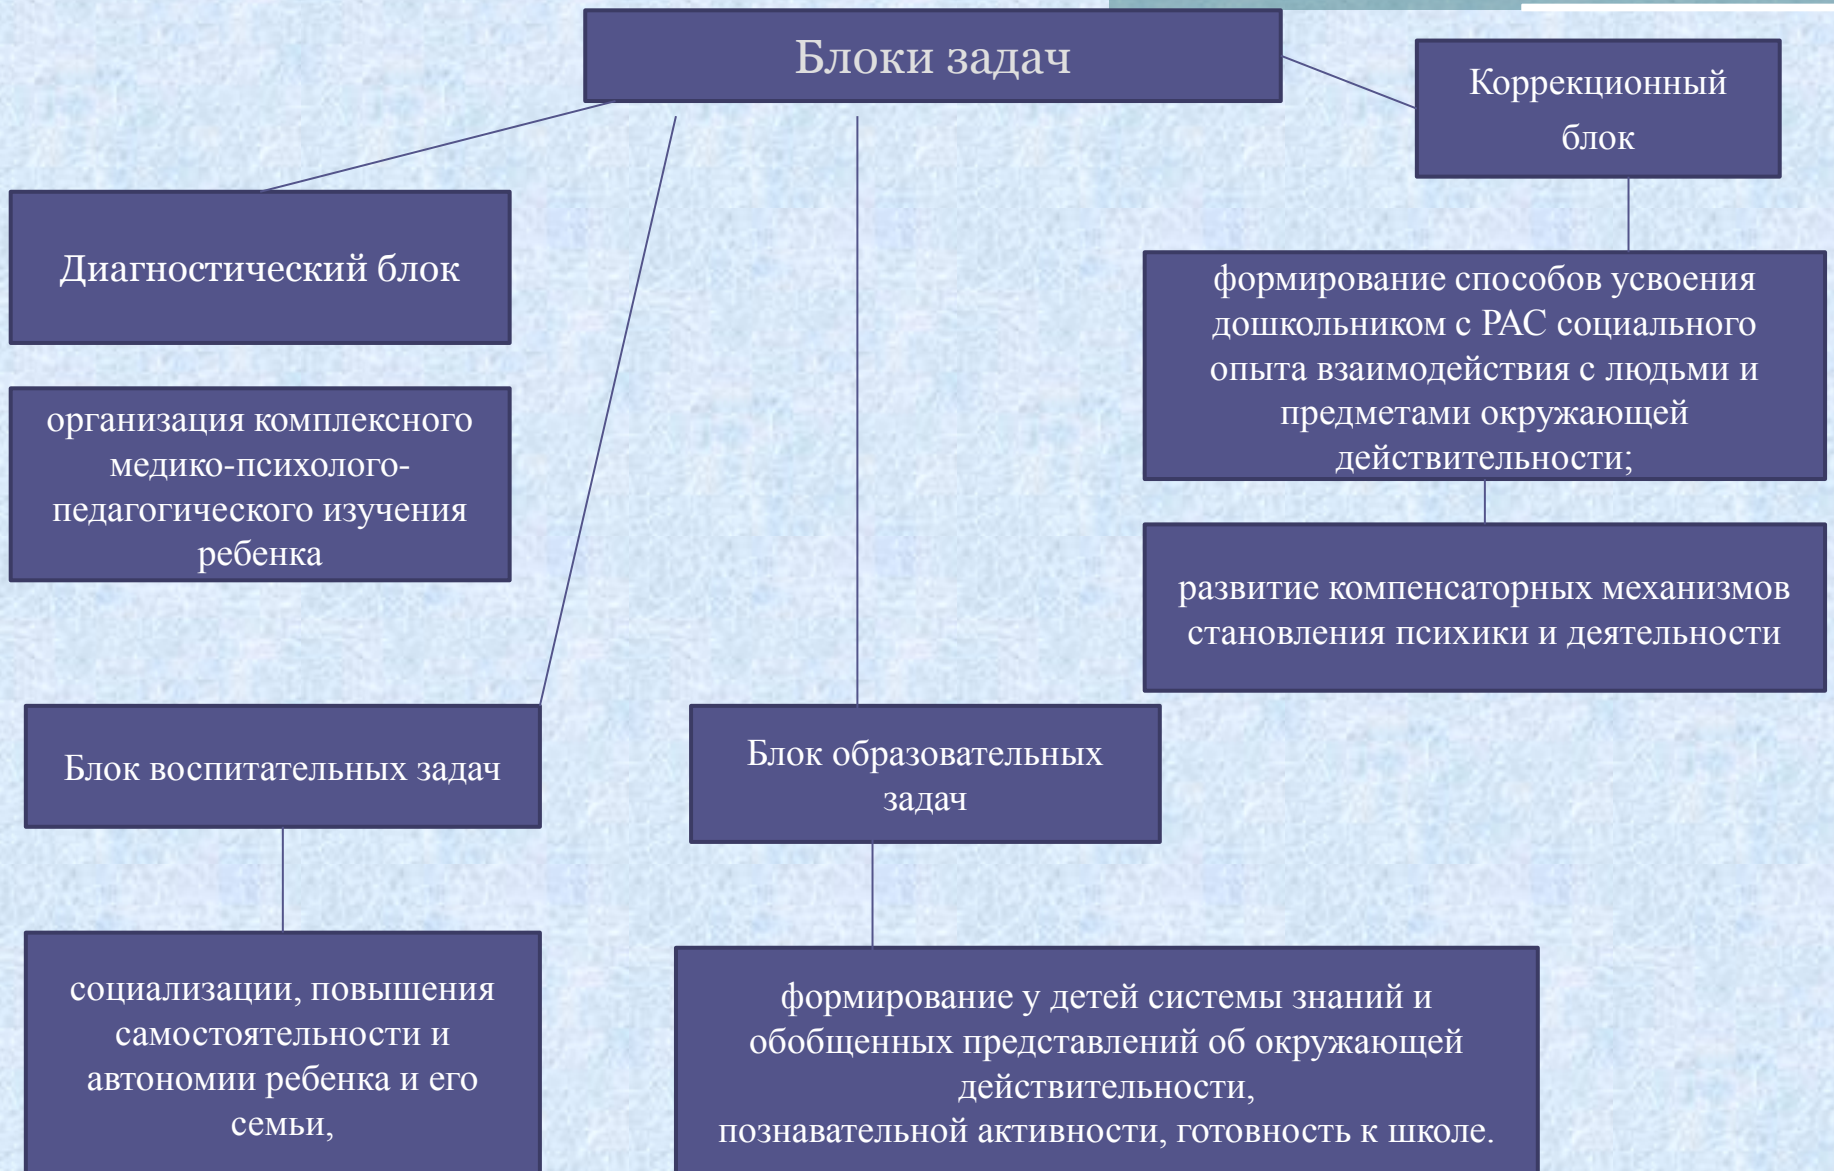 Блоки задач
Коррекционный
блок
Диагностический блок
формирование способов усвоения
дошкольником с РАС социального
опыта взаимодействия с людьми и
предметами окружающей
действительности;
организация комплексного
медико-психолого-
педагогического изучения
ребенка
развитие компенсаторных механизмов
становления психики и деятельности
Блок воспитательных задач
Блок образовательных
задач
социализации, повышения
самостоятельности и
автономии ребенка и его
семьи,
формирование у детей системы знаний и
обобщенных представлений об окружающей
действительности,
познавательной активности, готовность к школе.